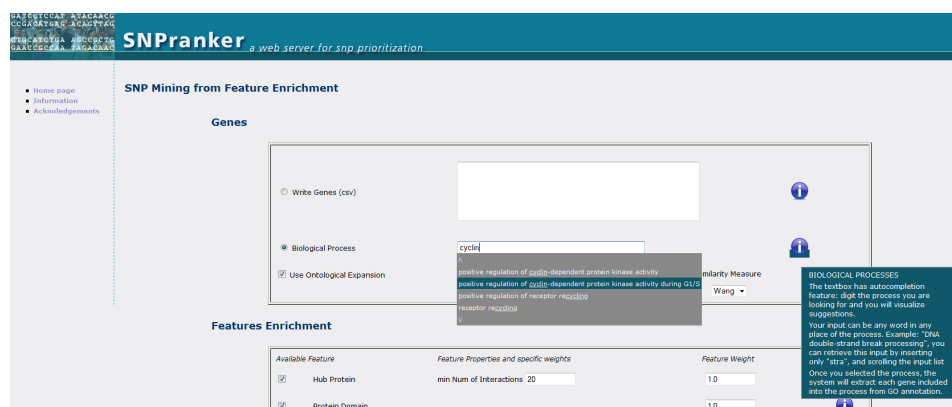 GATCGTCCAT ATACAACG
CCGAGATGRG ACAGTTAG
CTGCATCTGA AGCCGCTG
GAACCGCCAA TAGACAAC
SNPranker a web server for snp prioritization
Home page
Information
Acknoledgements
SNP Mining from Feature Enrichment
Genes
Write Genes (csv)
i
Biological Process
cyclin
i
Λ
Use Ontological Expansion
positive regulation of cyclin-dependent protein kinase activity
milarity Measure
positive regulation of cyclin-dependent protein kinase activity during G1/S
Wang
positive regulation of receptor recycling
receptor recycling
V
BIOLOGICAL PROCESSES
The textbox has autocompletion
feature: digit the process you are
looking for and you will visualize
suggestions.
Your input can be any word in any
place of the process. Example: "DNA
double-strand break processing", you
can retrieve this input by inserting
only "stra", and scrolling the input list
Once you selected the process, the
system will extract each gene included
into the process from GO annotation.
Features Enrichment
Available Feature
Feature Properties and specific weights
Feature Weight
Hub Protein
min Num of Interactions 20
1.0
Protein Domain
1.0